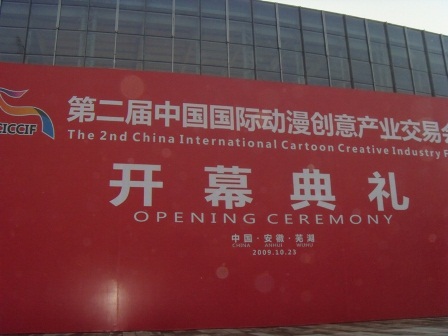 第二届中国国际动漫创意产业交易会
The 2nd China International Cartoon Creative Industry F
CICCIF
开幕典礼
OPENING CEREMONY
中国·安徽·芜湖
CHINA ANHUI WUHU
2009.10.23